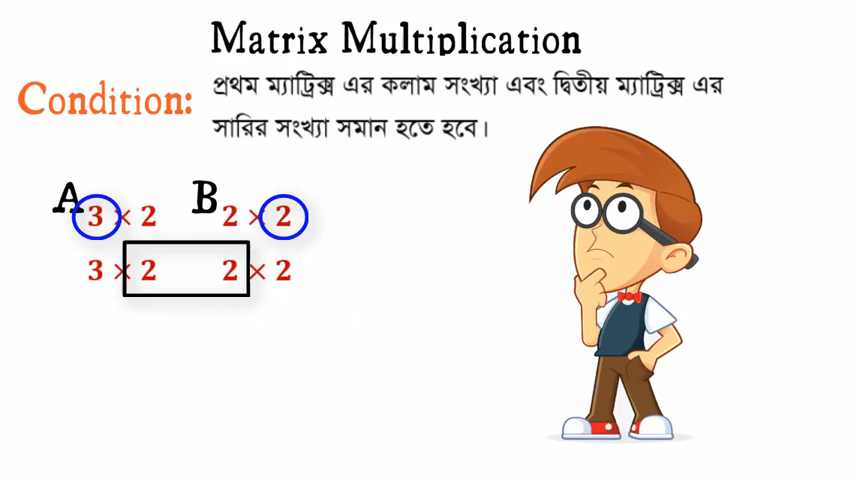 Matrix Multiplication
Condition: প্রথম ম্যাট্রিক্স এর কলাম সংখ্যা এবং দ্বিতীয় ম্যাট্রিক্স এর
সারির সংখ্যা সমান হতে হবে।
A 3 × 2 B 2 × 2
3 × 2 2 × 2